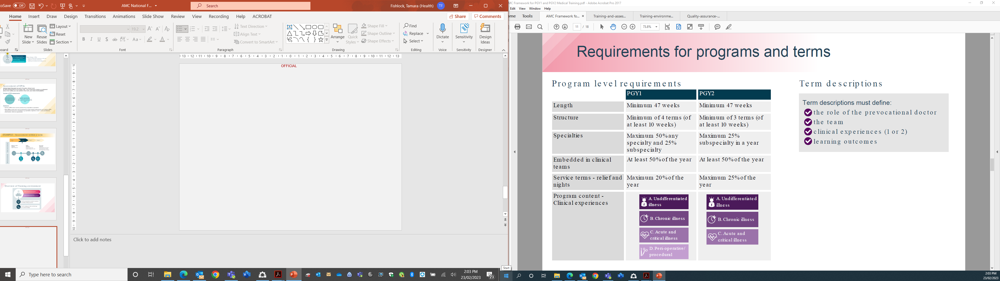 toSave Off
AMC National F...
Search
Fishlock, Tamara (Health) TF
Home Insert Draw Design Transitions Animations Slide Show Review View Recording Help ACROBAT
Share Comments
New Slide
Reuse Slides
Layout
Reset
Section
19.2
Text Direction
Align Text
Convert to SmartArt
Arrange
Quick Styles
Shape Fill
Shape Outline
Shape Effects
Find
Replace
Select
Dictate
Sensitivity
Design Ideas
oard Slides Font Paragraph Drawing Editing Voice Sensitivity Designer
OFFICIAL
Assessment of EPAs
EXAMPLE – Assessment within a term
Overview of Training environment
Click to add notes
Type here to search
2:03 PM
23/02/2023
23
Start
MC Framework for PGY1 and PGY2 Medical Training.pdf - Adobe Acrobat Pro 2017
Edit View Window Help
ome Tools AMC Framework fo... × Training-and-asses... Training-environme... Quality-assurance-...
11 / 18
73.8%
Requirements for programs and terms
Program level requirements
PGY1 PGY2
Length
Minimum 47 weeks
Minimum 47 weeks
Structure
Minimum of 4 terms (of
at least 10 weeks)
Minimum of 3 terms (of
at least 10 weeks)
Specialties
Maximum 50% any
specialty and 25%
subspecialty
Maximum 25%
subspecialty in a year
Embedded in clinical
teams
At least 50% of the year
At least 50% of the year
Service terms - relief and
nights
Maximum 20% of the
year
Maximum 25% of the
year
Program content -
Clinical experiences
A. Undifferentiated
illness
B. Chronic illness
C. Acute and
critical illness
D. Peri-operative/
procedural
A. Undifferentiated
illness
B. Chronic illness
C. Acute and
critical illness
Term descriptions
Term descriptions must define:
the role of the prevocational doctor
the team
clinical experiences (1 or 2)
learning outcomes
2:03 PM
23/02/2023